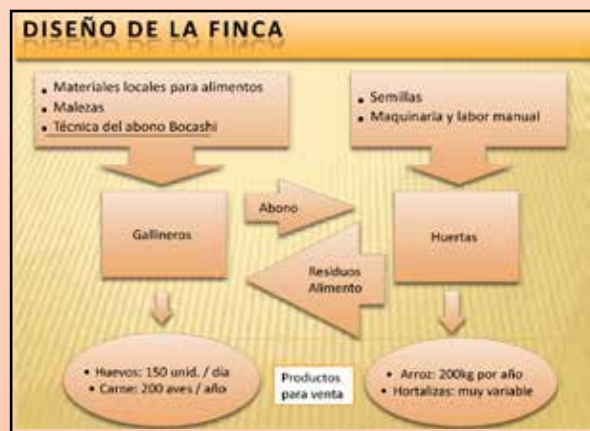 DISEÑO DE LA FINCA
• Materiales locales para alimentos
• Malezas
• Técnica del abono Bocashi
• Semillas
• Maquinaria y labor manual
Gallineros
Abono
Huertas
Residuos
Alimento
• Huevos: 150 unid. / día
• Carne: 200 aves / año
Productos
para venta
• Arroz: 200kg por año
• Hortalizas: muy variable